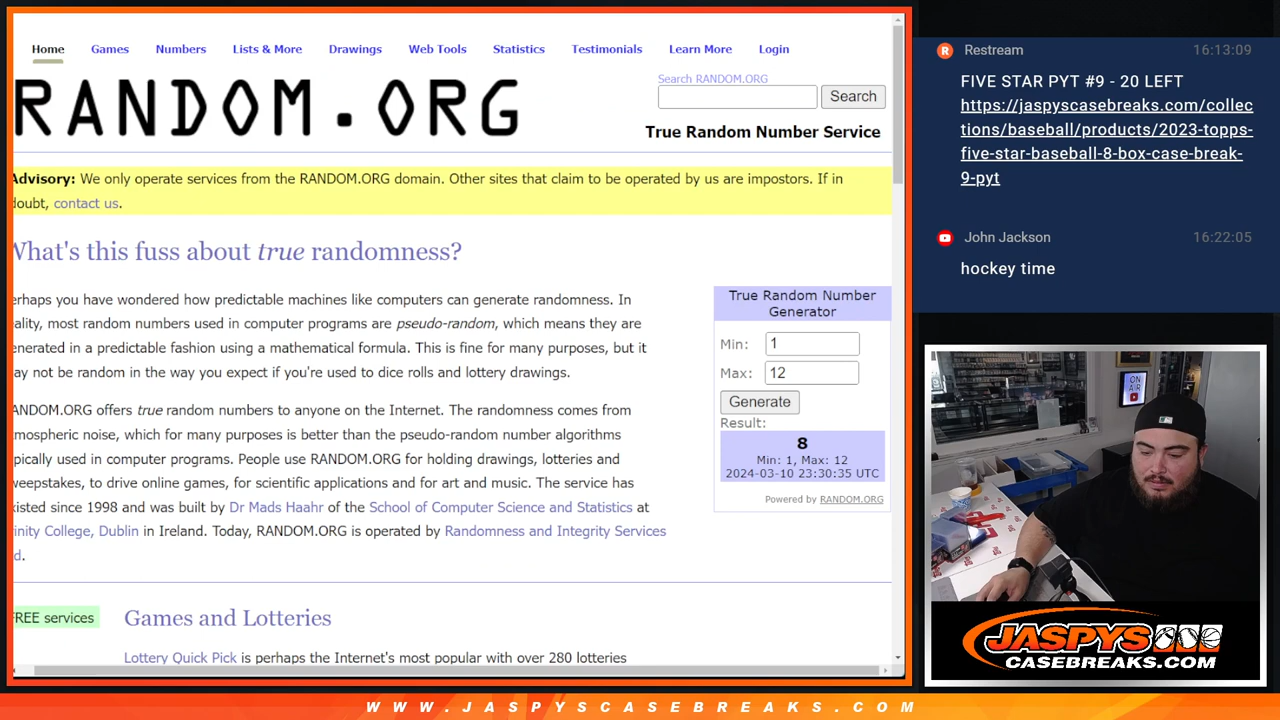 Home Games Numbers Lists & More Drawings Web Tools Statistics Testimonials Learn More Login
RANDOM.ORG
Search RANDOM.ORG
Search
True Random Number Service
Advisory: We only operate services from the RANDOM.ORG domain. Other sites that claim to be operated by us are impostors. If in
doubt, contact us.
What's this fuss about true randomness?
erhaps you have wondered how predictable machines like computers can generate randomness. In
ality, most random numbers used in computer programs are pseudo-random, which means they are
enerated in a predictable fashion using a mathematical formula. This is fine for many purposes, but it
ay not be random in the way you expect if you're used to dice rolls and lottery drawings.
ANDOM.ORG offers true random numbers to anyone on the Internet. The randomness comes from
mospheric noise, which for many purposes is better than the pseudo-random number algorithms
pically used in computer programs. People use RANDOM.ORG for holding drawings, lotteries and
weepstakes, to drive online games, for scientific applications and for art and music. The service has
xisted since 1998 and was built by Dr Mads Haahr of the School of Computer Science and Statistics at
inity College, Dublin in Ireland. Today, RANDOM.ORG is operated by Randomness and Integrity Services
d.
True Random Number
Generator
Min: 1
Max: 12
Generate
Result:
8
Min: 1, Max: 12
2024-03-10 23:30:35 UTC
Powered by RANDOM.ORG
FREE services
Games and Lotteries
Lottery Quick Pick is perhaps the Internet's most popular with over 280 lotteries
Restream 16:13:09
FIVE STAR PYT #9 - 20 LEFT
https://jaspyscasebreaks.com/collec
tions/baseball/products/2023-topps-
five-star-baseball-8-box-case-break-
9-pyt
John Jackson 16:22:05
hockey time
ON
AIR
JASPYS
CASEBREAKS.COM
WWW.JASPYSCASEBREAKS.COM